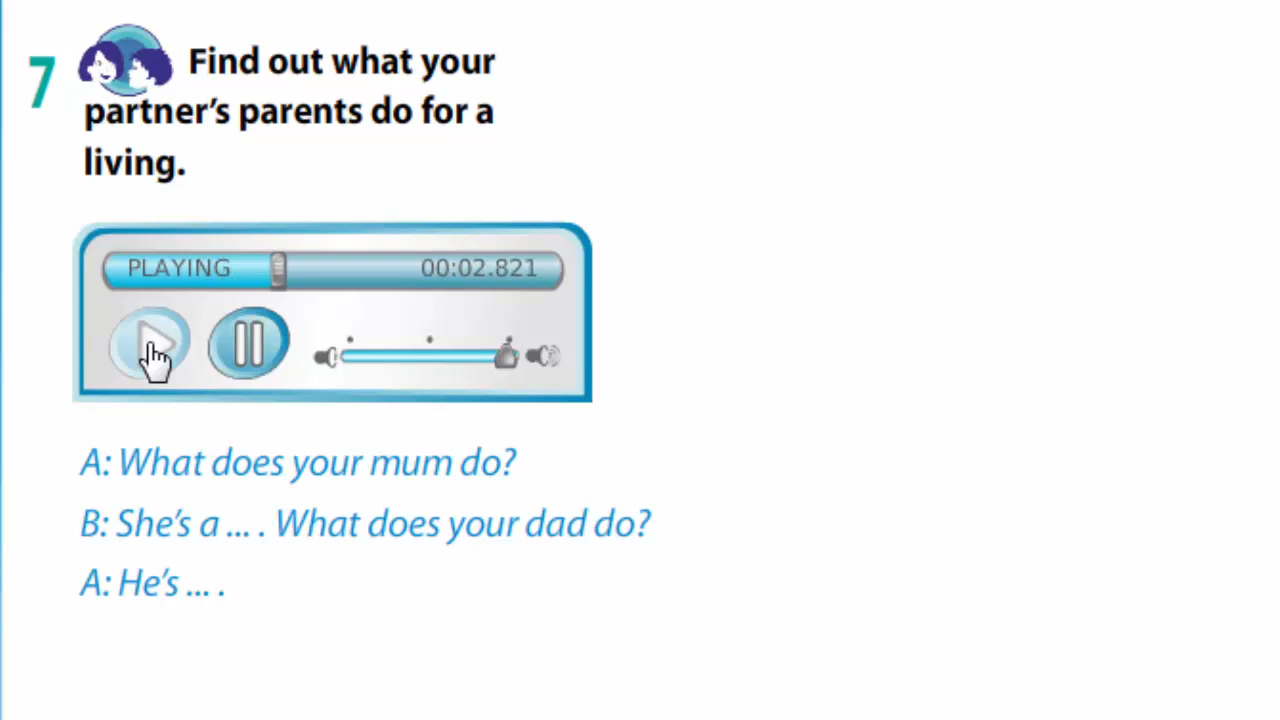 7 Find out what your
partner's parents do for a
living.
PLAYING 00:02.821
A: What does your mum do?
B: She's a ... . What does your dad do?
A: He's ... .